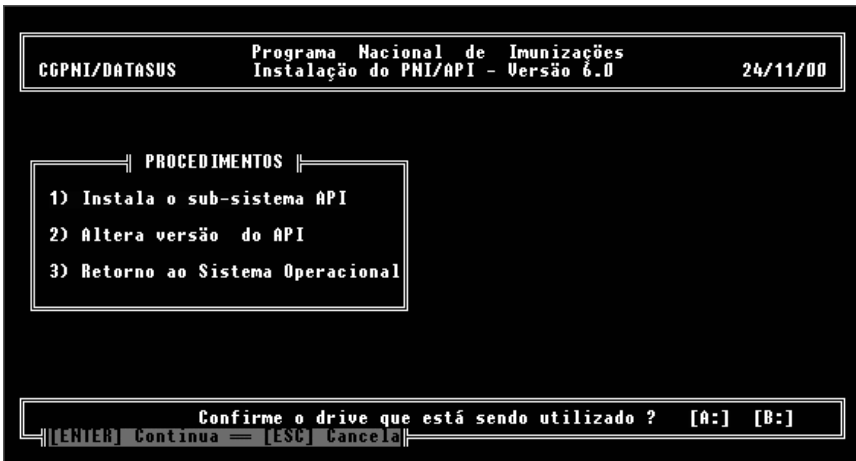 Programa Nacional de Imunizações
CGPNI/DATASUS Instalação do PNI/API - Versão 6.0 24/11/00
PROCEDIMENTOS
1) Instala o sub-sistema API
2) Altera versão do API
3) Retorno ao Sistema Operacional
Confirme o drive que está sendo utilizado ? [A:] [B:]
[ENTER] Continua == [ESC] Cancela